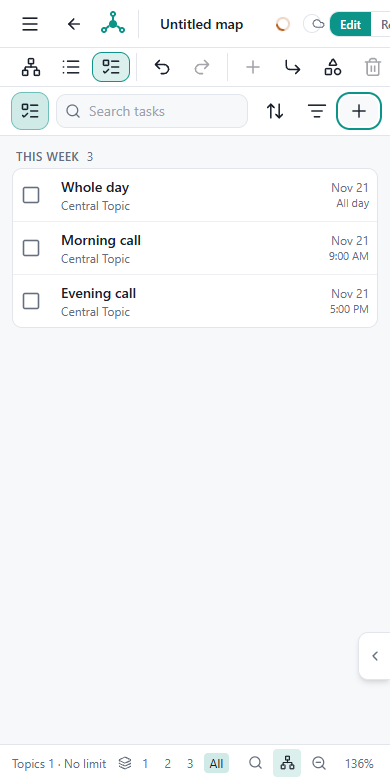 Untitled map
Edit
Search tasks
THIS WEEK 3
Whole day
Nov 21
Central Topic
All day
Morning call
Nov 21
Central Topic
9:00 AM
Evening call
Nov 21
Central Topic
5:00 PM
Topics 1 · No limit 1 2 3 All 136%